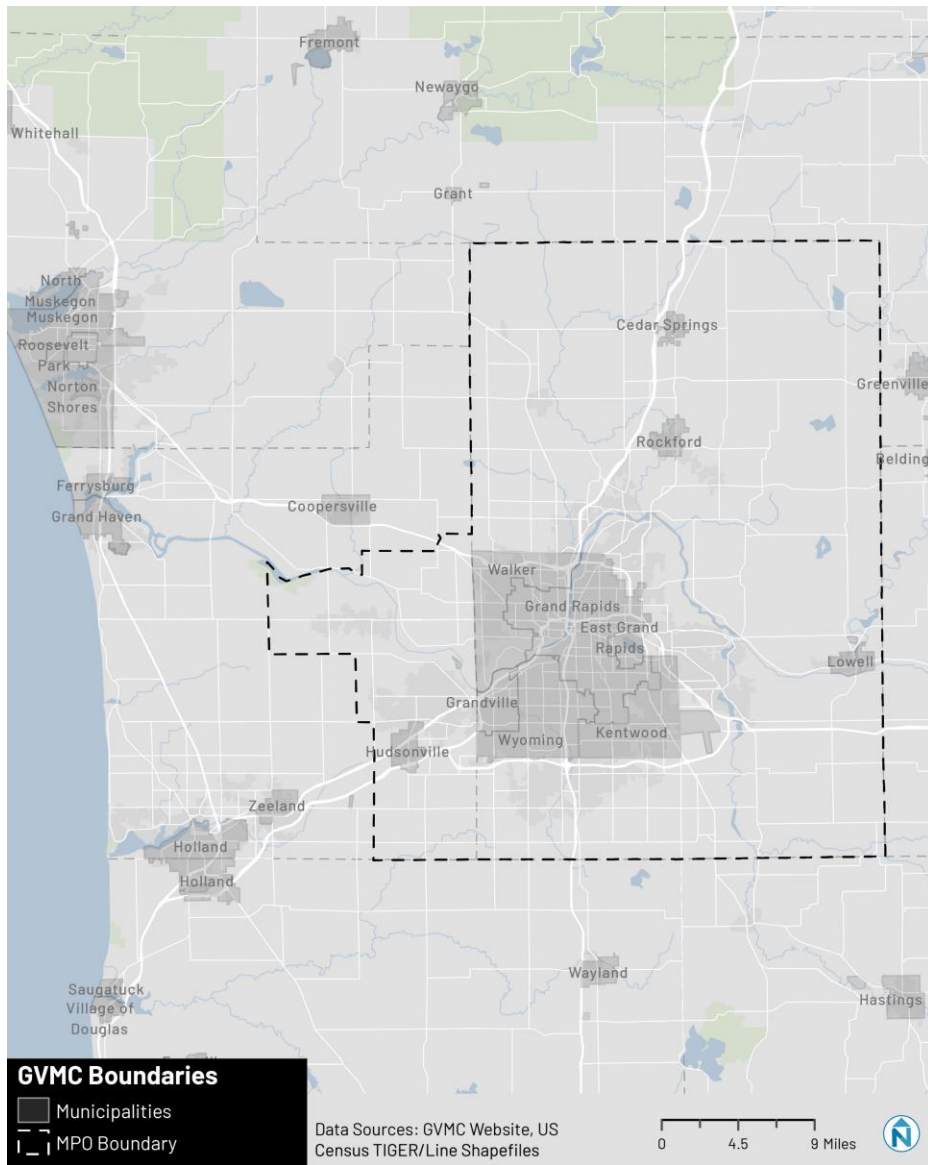 Fremont
Newaygo
Whitehall
Grant
North
Muskegon
Muskegon
Roosevelt
Park
Norton
Shores
Cedar Springs
Greenville
Rockford
Belding
Ferrysburg
Grand Haven
Coopersville
Walker
Grand Rapids
East Grand
Rapids
Lowell
Grandville
Wyoming
Kentwood
Hudsonville
Zeeland
Holland
Holland
Wayland
Saugatuck
Village of
Douglas
Hastings
GVMC Boundaries
Municipalities
MPO Boundary
Data Sources: GVMC Website, US
Census TIGER/Line Shapefiles
0 4.5 9 Miles
N